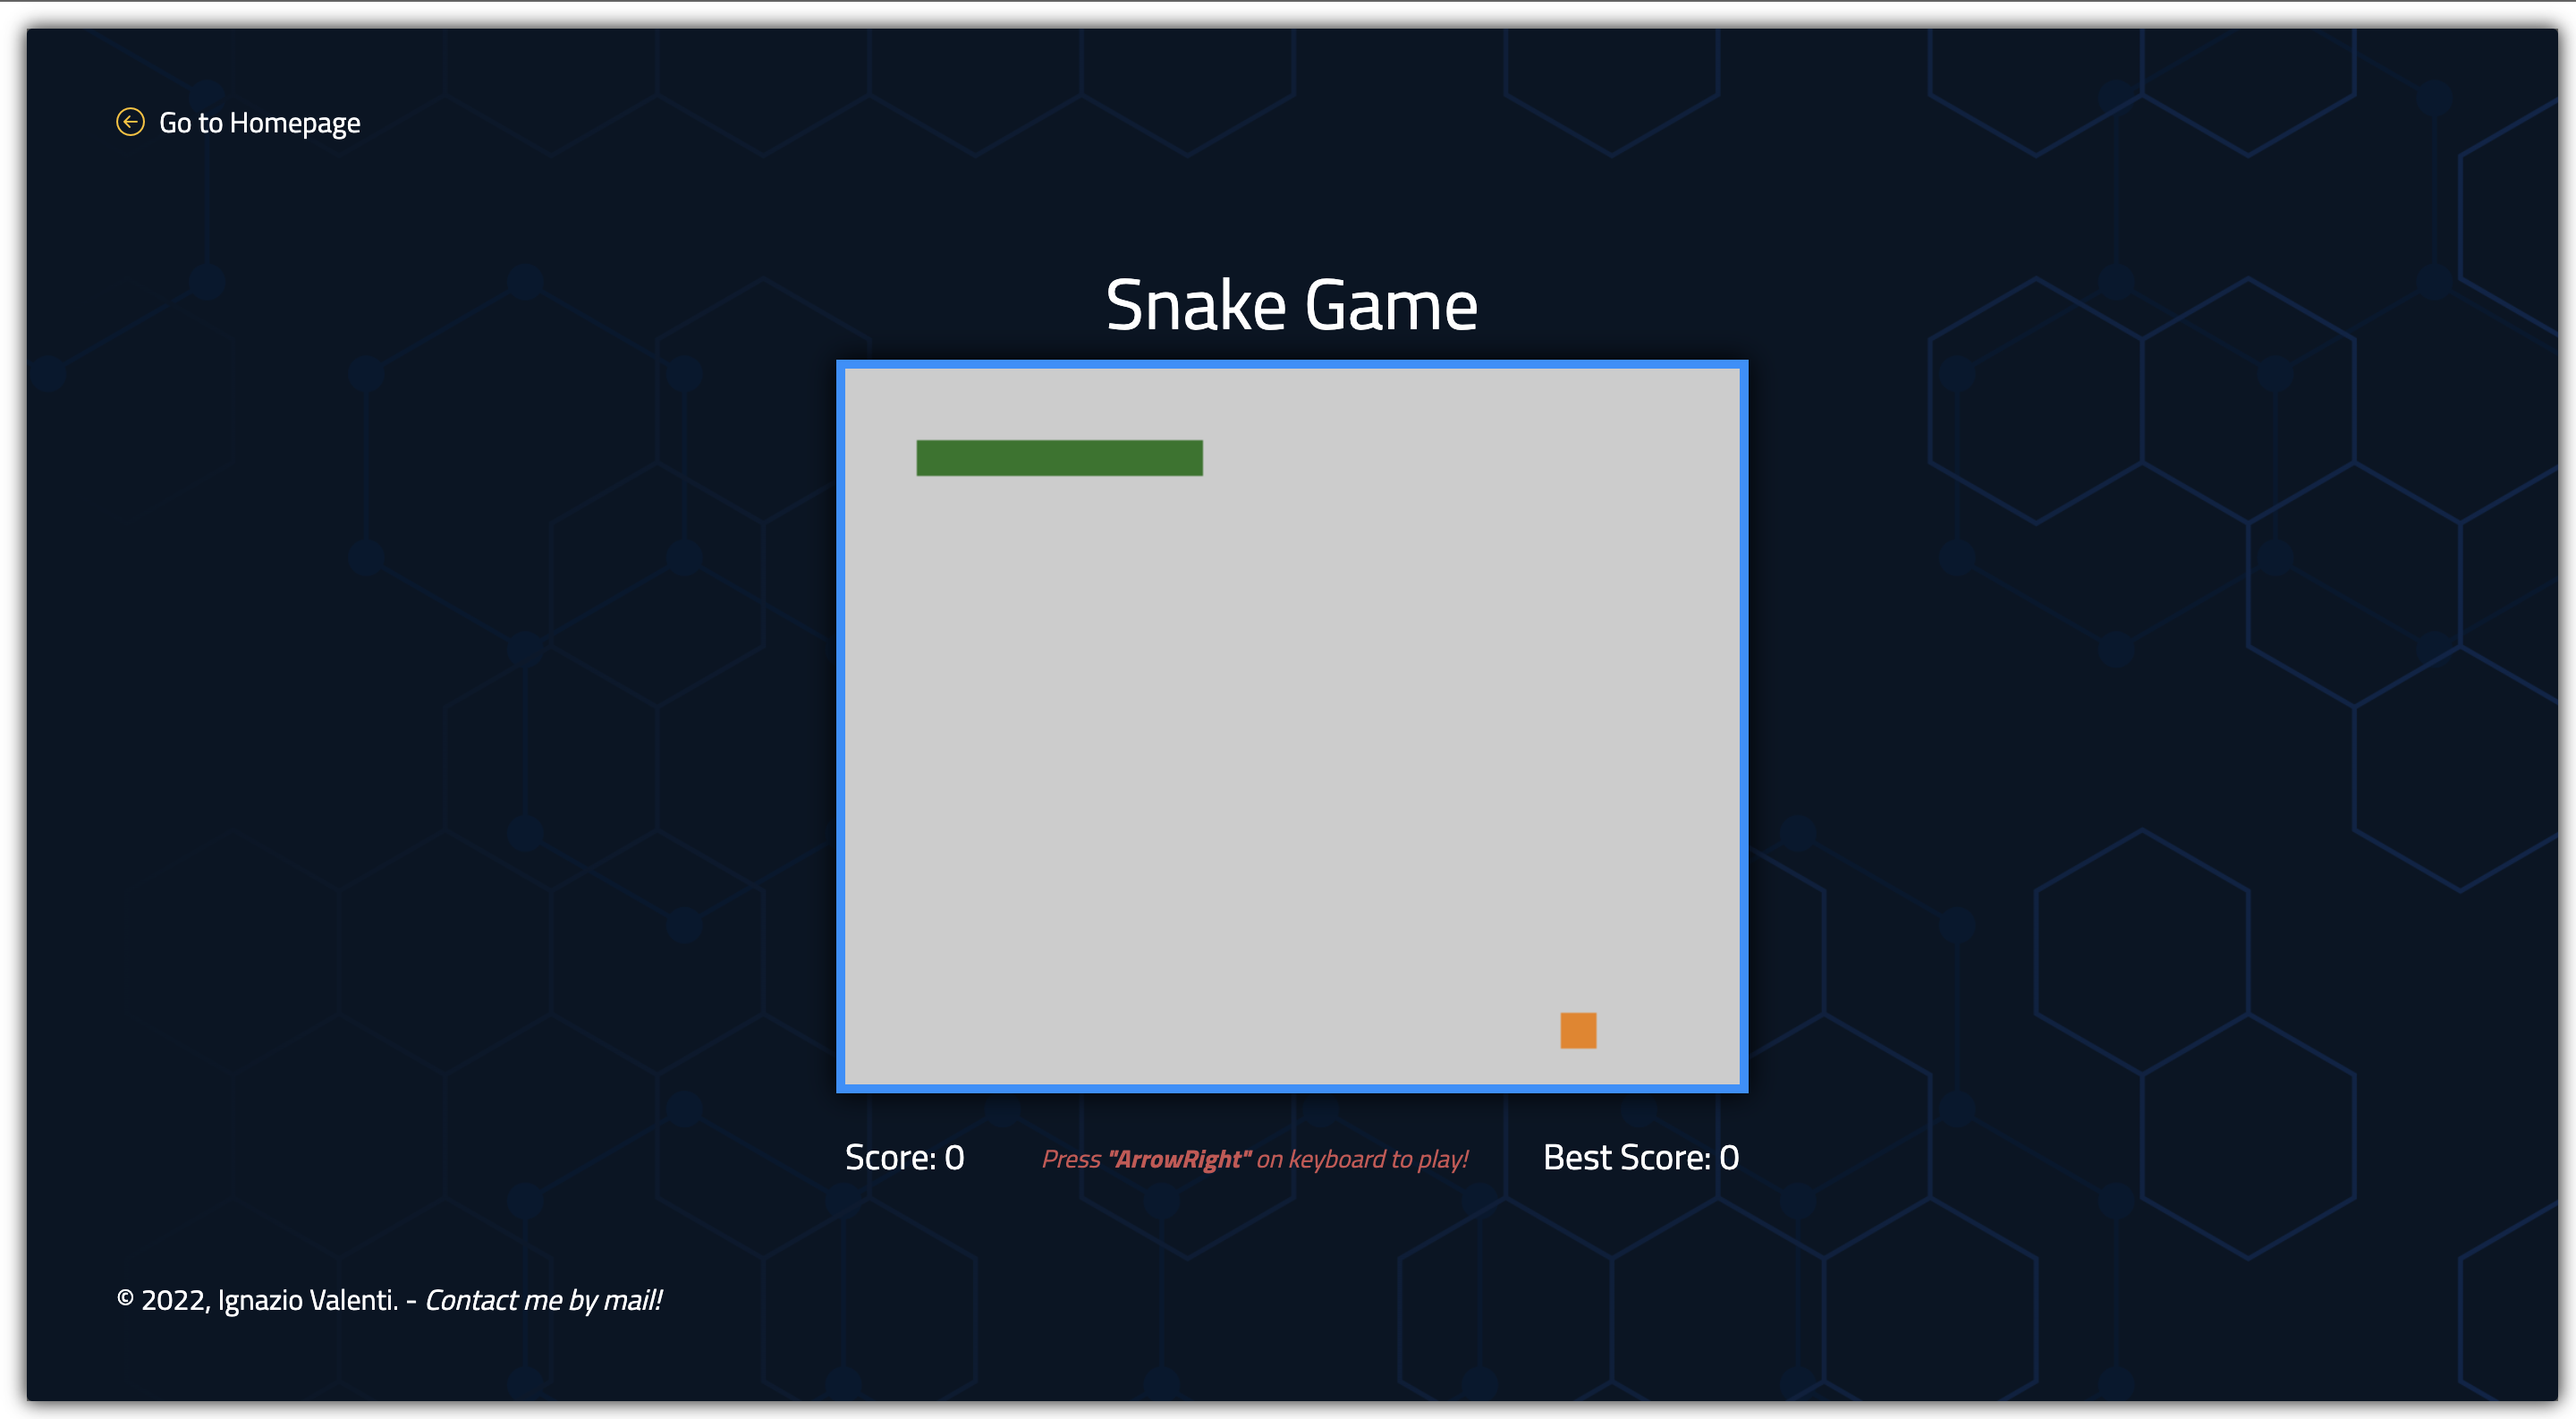 Go to Homepage
Snake Game
Score: 0
Press "ArrowRight" on keyboard to play!
Best Score: 0
© 2022, Ignazio Valenti. - Contact me by mail!